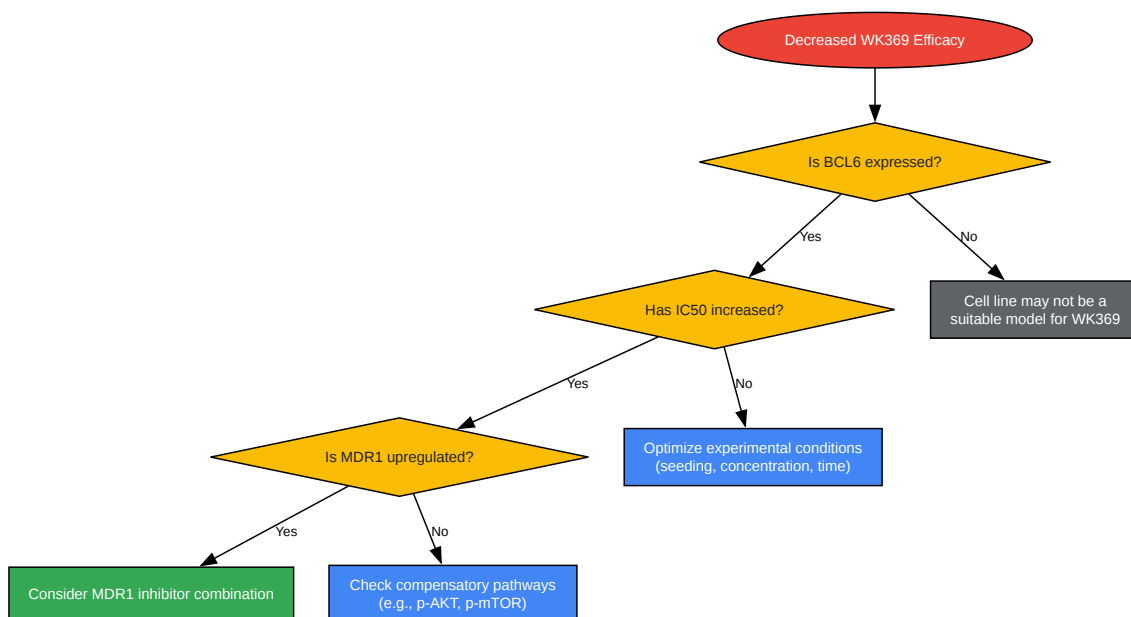 Decreased WK369 Efficacy
Is BCL6 expressed?
Yes
No
Has IC50 increased?
Cell line may not be a
suitable model for WK369
Yes
No
Is MDR1 upregulated?
Optimize experimental conditions
(seeding, concentration, time)
Yes
No
Consider MDR1 inhibitor combination
Check compensatory pathways
(e.g., p-AKT, p-mTOR)